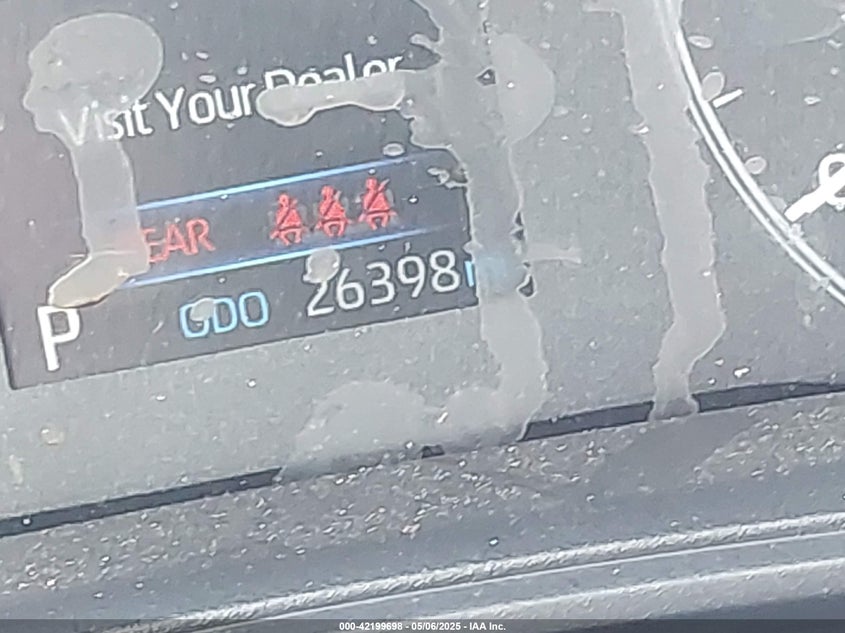 Visit Your Dealer
EAR
P ODO 26398
000-42199698 - 05/06/2025 - IAA Inc.